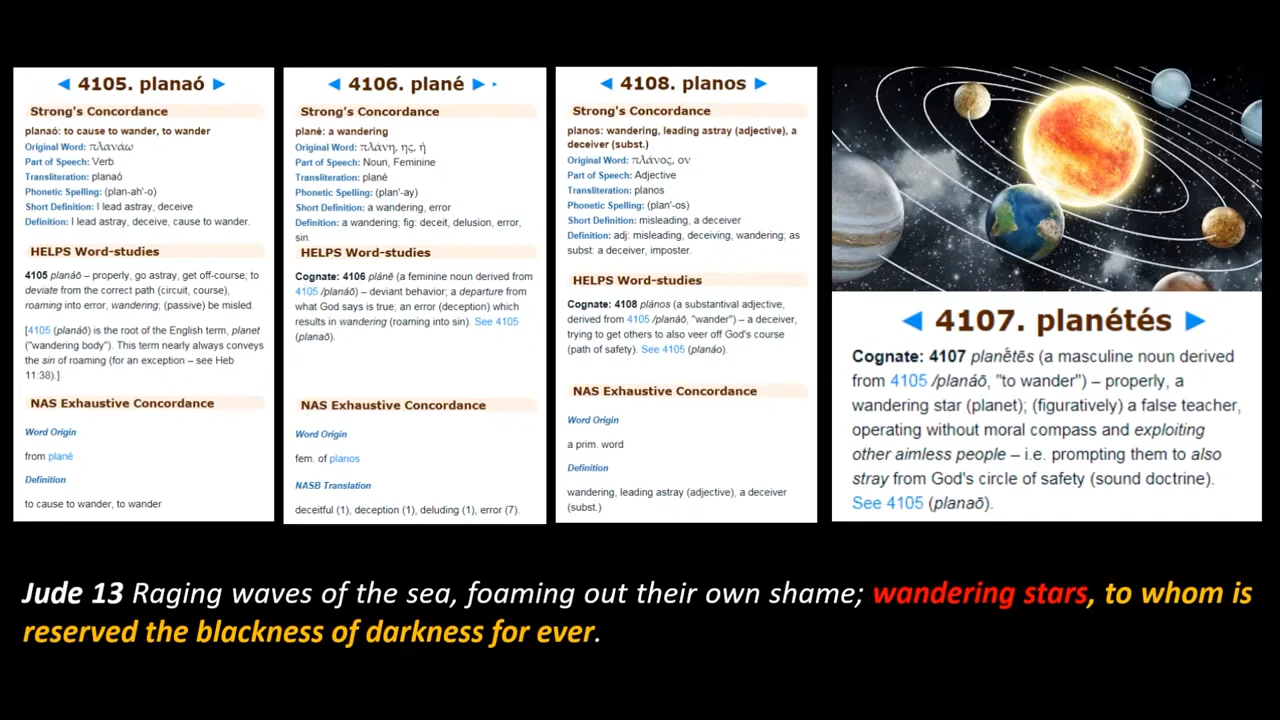 ◄ 4105. planaó ►
Strong's Concordance
planaó: to cause to wander, to wander
Original Word: πλανάω
Part of Speech: Verb
Transliteration: planaó
Phonetic Spelling: (plan-ah'-o)
Short Definition: I lead astray, deceive
Definition: I lead astray, deceive, cause to wander.
HELPS Word-studies
4105 planáō – properly, go astray, get off-course; to
deviate from the correct path (circuit, course),
roaming into error, wandering; (passive) be misled.
[4105 (planáō) is the root of the English term, planet
("wandering body"). This term nearly always conveys
the sin of roaming (for an exception – see Heb
11:38).]
NAS Exhaustive Concordance
Word Origin
from planē
Definition
to cause to wander, to wander
◄ 4106. plané ►
Strong's Concordance
plané: a wandering
Original Word: πλάνη, ης, ἡ
Part of Speech: Noun, Feminine
Transliteration: plané
Phonetic Spelling: (plan'-ay)
Short Definition: a wandering, error
Definition: a wandering; fig: deceit, delusion, error,
sin.
HELPS Word-studies
Cognate: 4106 plánē (a feminine noun derived from
4105 /planáō) – deviant behavior; a departure from
what God says is true; an error (deception) which
results in wandering (roaming into sin). See 4105
(planaō).
NAS Exhaustive Concordance
Word Origin
fem. of planos
NASB Translation
deceitful (1), deception (1), deluding (1), error (7).
◄ 4108. planos ►
Strong's Concordance
planos: wandering, leading astray (adjective), a
deceiver (subst.)
Original Word: πλάνος, ον
Part of Speech: Adjective
Transliteration: planos
Phonetic Spelling: (plan'-os)
Short Definition: misleading, a deceiver
Definition: adj: misleading, deceiving, wandering; as
subst: a deceiver, imposter.
HELPS Word-studies
Cognate: 4108 plános (a substantival adjective,
derived from 4105 /planáō, "wander") – a deceiver,
trying to get others to also veer off God's course
(path of safety). See 4105 (planáo).
NAS Exhaustive Concordance
Word Origin
a prim. word
Definition
wandering, leading astray (adjective), a deceiver
(subst.)
◄ 4107. planétés ►
Cognate: 4107 planḗtēs (a masculine noun derived
from 4105 /planáō, "to wander") – properly, a
wandering star (planet); (figuratively) a false teacher,
operating without moral compass and exploiting
other aimless people – i.e. prompting them to also
stray from God's circle of safety (sound doctrine).
See 4105 (planaō).
Jude 13 Raging waves of the sea, foaming out their own shame; wandering stars, to whom is
reserved the blackness of darkness for ever.